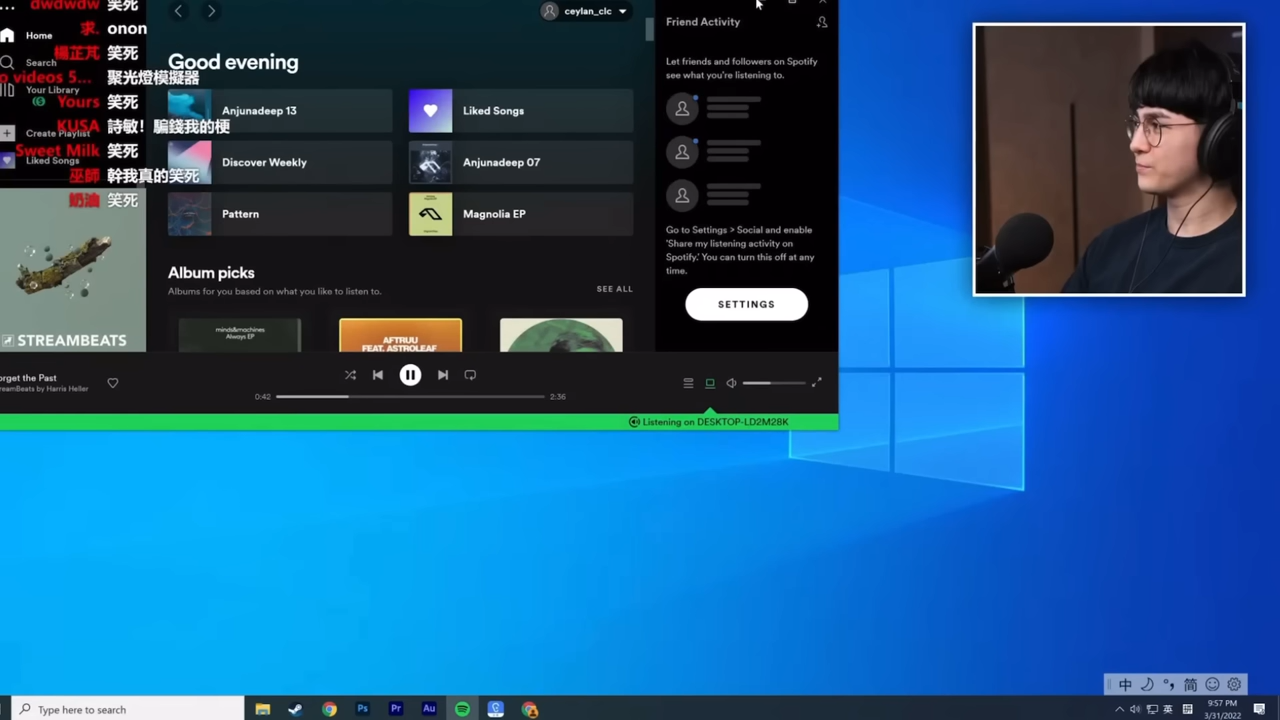 dwdwdw 笑死
Home
求. onon
楊芷芃 笑死
Search
o videos 5... 聚光燈模擬器
Your Library
Yours 笑死
KUSA 詩敏！騙錢我的梗
Create Playlist
Sweet Milk 笑死
Liked Songs
巫師 幹我真的笑死
奶油 笑死
STREAMBEATS
ceylan_clc
Good evening
Anjunadeep 13
Liked Songs
Discover Weekly
Anjunadeep 07
Pattern
Magnolia EP
Album picks
Albums for you based on what you like to listen to.
SEE ALL
minds&machines
Always EP
AFTRUU
FEAT. ASTROLEAF
Friend Activity
Let friends and followers on Spotify
see what you're listening to.
Go to Settings > Social and enable
'Share my listening activity on
Spotify.' You can turn this off at any
time.
SETTINGS
orget the Past
treamBeats by Harris Heller
0:42
2:36
Listening on DESKTOP-LD2M28K
中 简
Type here to search
Ps Pr Au
英 拼
9:57 PM
3/31/2022